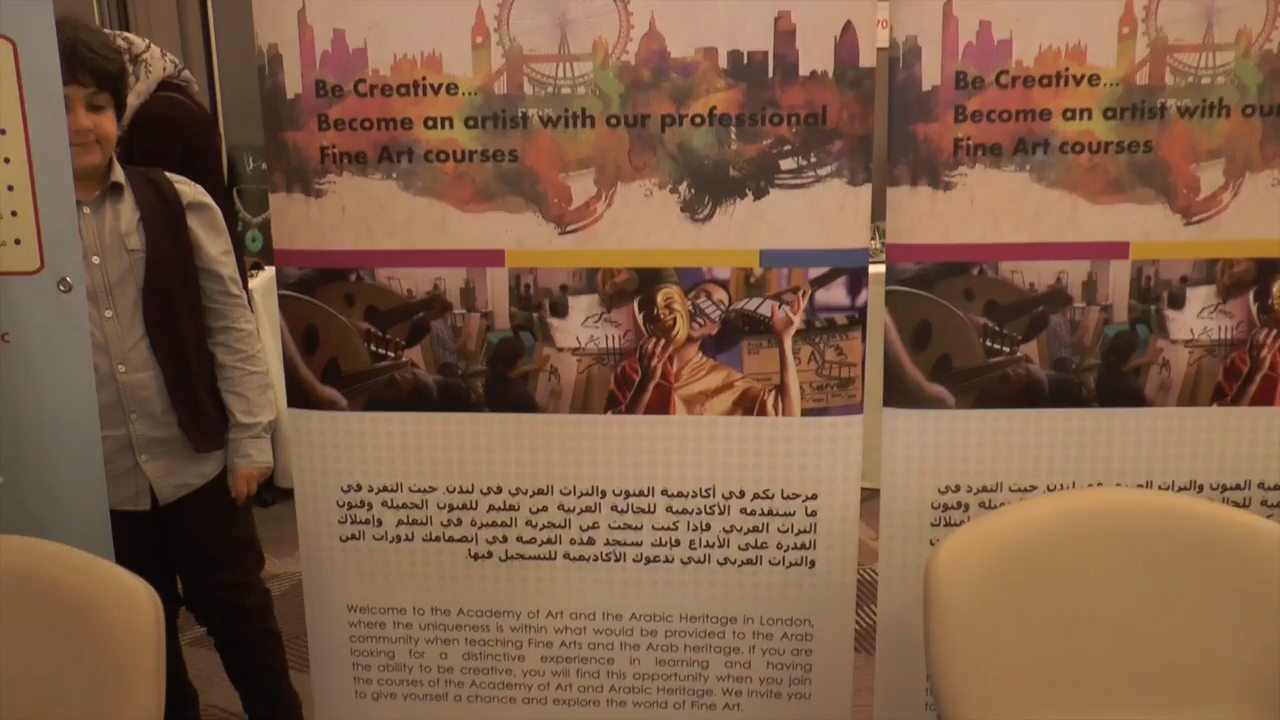 Be Creative...
Become an artist with our professional
Fine Art courses
مرحبا بكم في أكاديمية الفنون والتراث العربي في لندن. حيث التفرد في
ما ستقدمه الأكاديمية للجالية العربية من تعليم للفنون الجميلة وفنون
التراث العربي. فإذا كنت تبحث عن التجربة المميزة في التعلم وإمتلاك
القدرة على الأبداع فإنك ستجد هذه الفرصة في إنضمامك لدورات الفن
والتراث العربي التي تدعوك الأكاديمية للتسجيل فيها.
Welcome to the Academy of Art and the Arabic Heritage in London,
where the uniqueness is within what would be provided to the Arab
community when teaching Fine Arts and the Arab heritage. If you are
looking for a distinctive experience in learning and having
the ability to be creative, you will find this opportunity when you join
the courses of the Academy of Art and Arabic Heritage. We invite you
to give yourself a chance and explore the world of Fine Art.
Be Creative...
Become an artist with ou
Fine Art courses